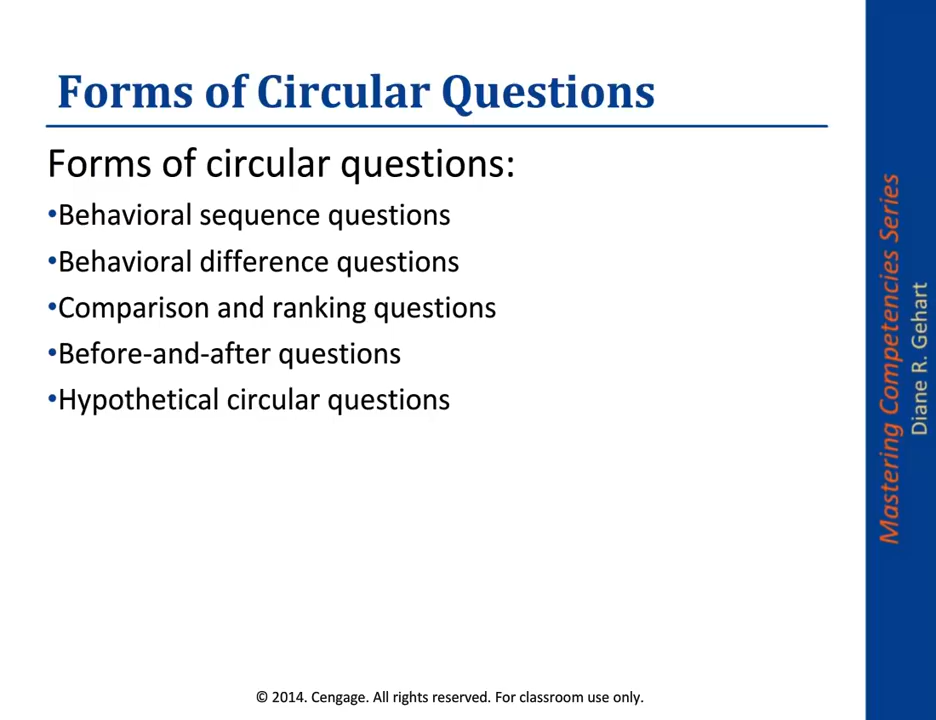 Forms of Circular Questions
Forms of circular questions:
•Behavioral sequence questions
•Behavioral difference questions
•Comparison and ranking questions
•Before-and-after questions
•Hypothetical circular questions
Mastering Competencies Series
Diane R. Gehart
© 2014. Cengage. All rights reserved. For classroom use only.